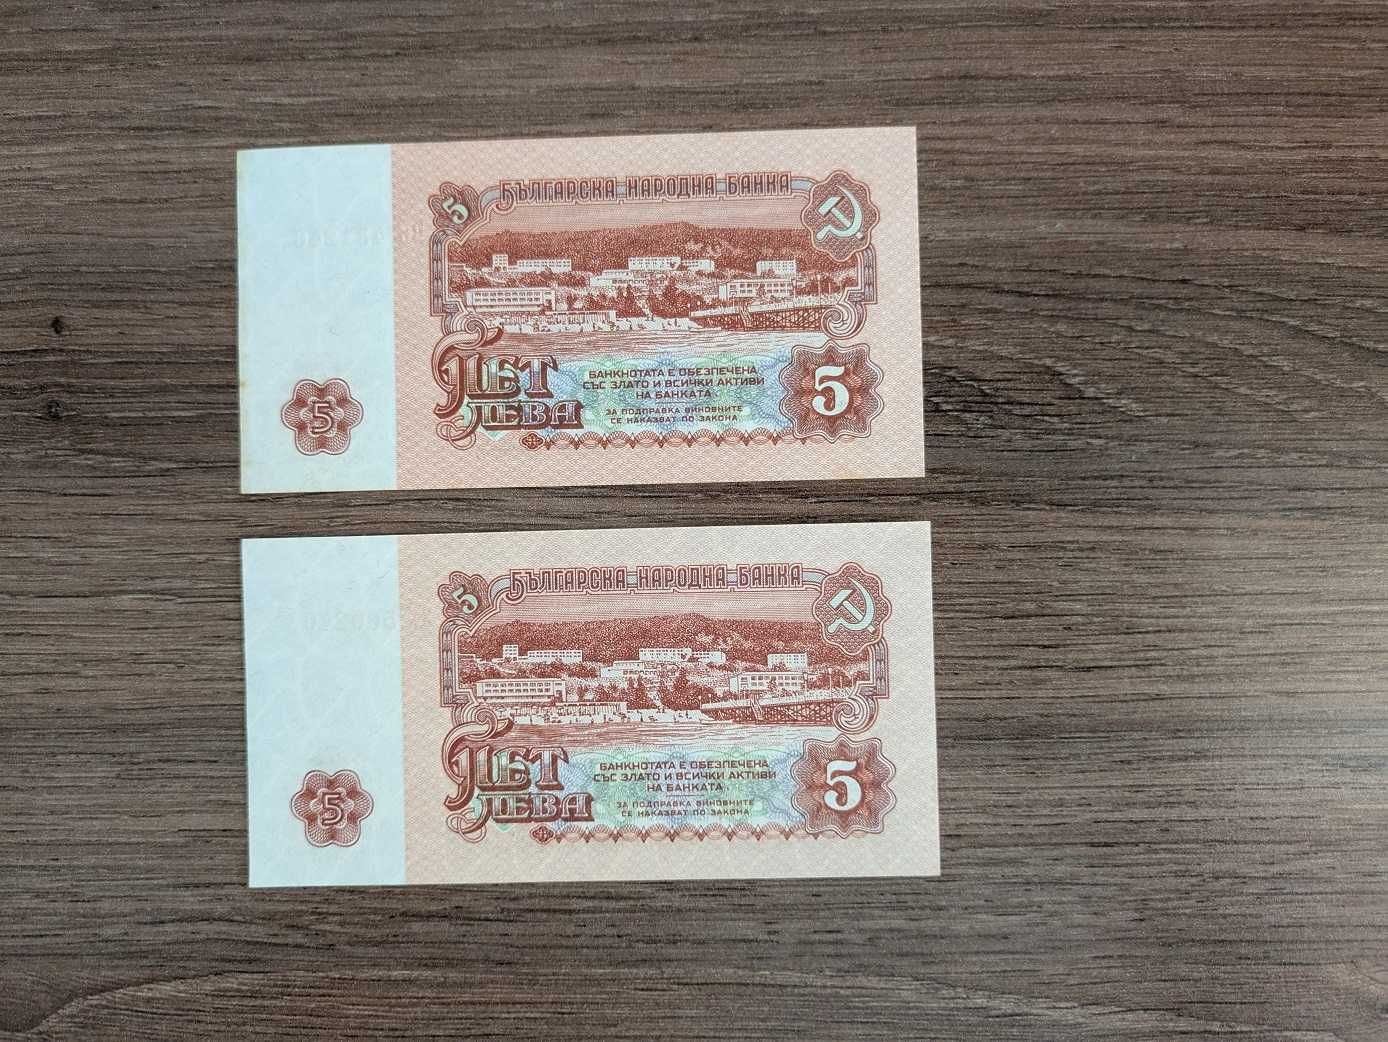 5
БЪЛГАРСКА НАРОДНА БАНКА
ПЕТ
ЛЕВА
БАНКНОТАТА Е ОБЕЗПЕЧЕНА
СЪС ЗЛАТО И ВСИЧКИ АКТИВИ
НА БАНКАТА
ЗА ПОДПРАВКА ВИНОВНИТЕ
СЕ НАКАЗВАТ ПО ЗАКОНА
5
5
5
БЪЛГАРСКА НАРОДНА БАНКА
ПЕТ
ЛЕВА
БАНКНОТАТА Е ОБЕЗПЕЧЕНА
СЪС ЗЛАТО И ВСИЧКИ АКТИВИ
НА БАНКАТА
ЗА ПОДПРАВКА ВИНОВНИТЕ
СЕ НАКАЗВАТ ПО ЗАКОНА
5
5